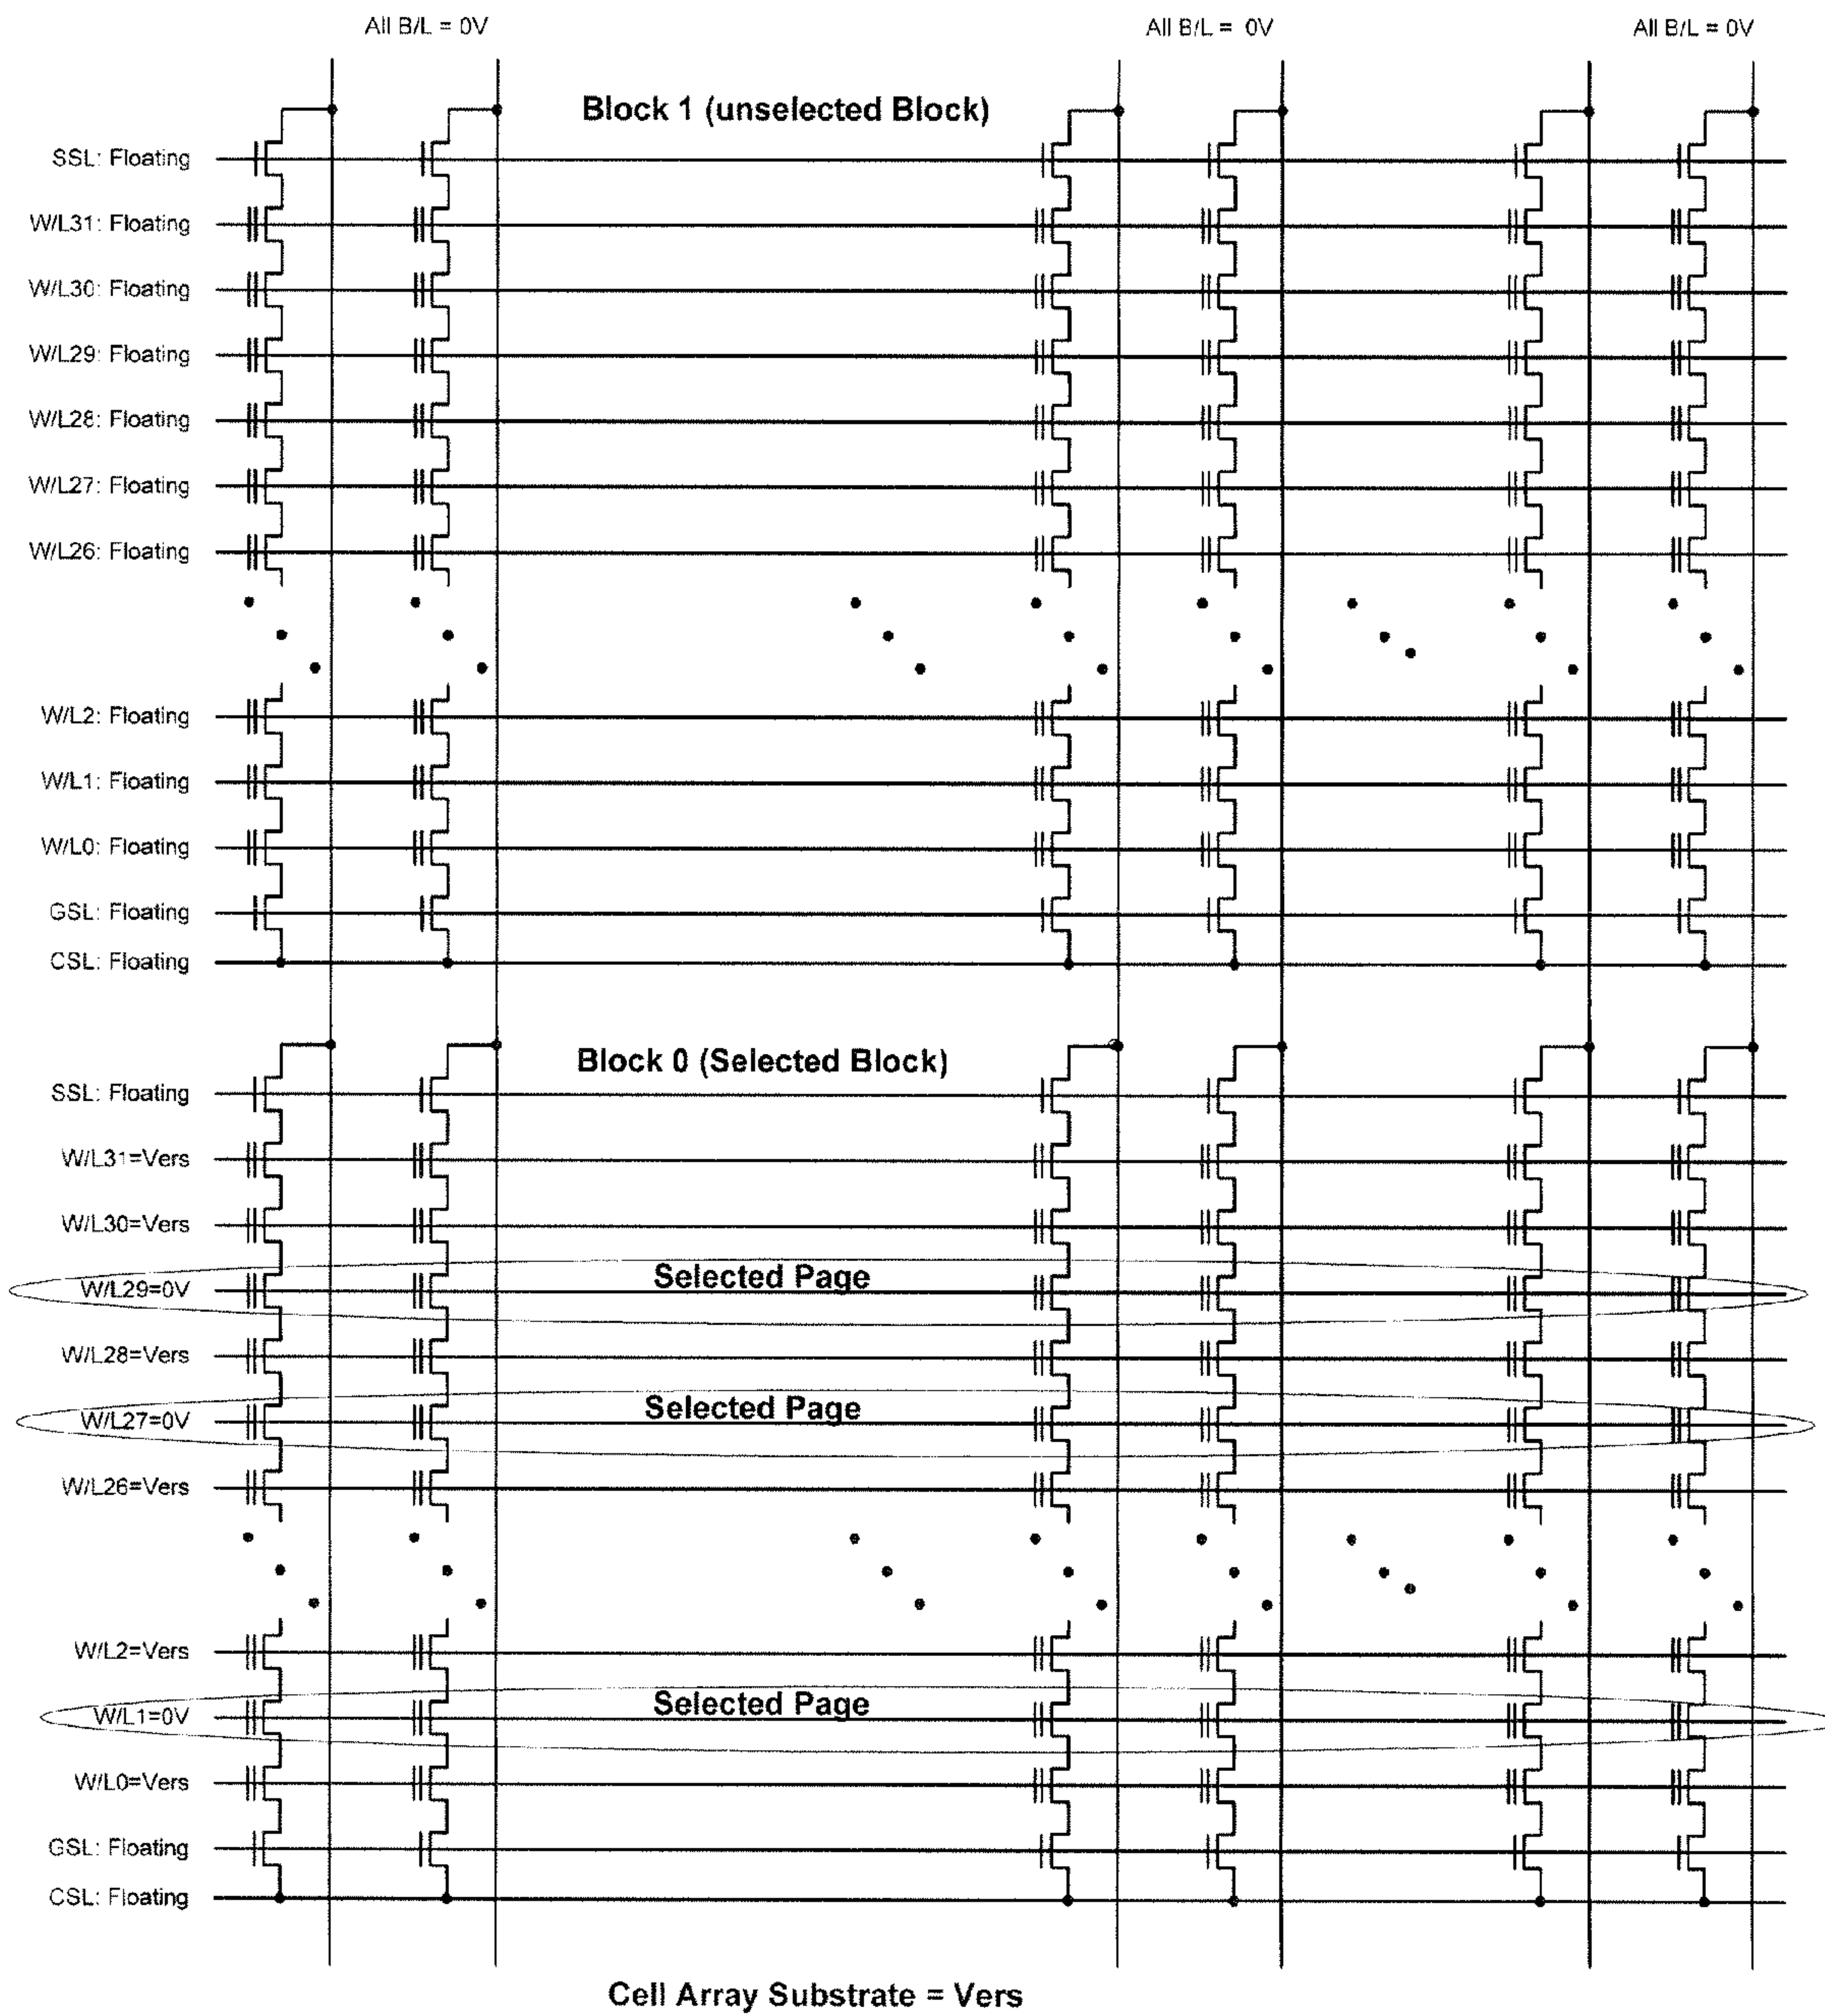 All B/L = 0V
All B/L = 0V
All B/L = 0V
Block 1 (unselected Block)
SSL: Floating
W/L31: Floating
W/L30: Floating
W/L29: Floating
W/L28: Floating
W/L27: Floating
W/L26: Floating
W/L2: Floating
W/L1: Floating
W/L0: Floating
GSL: Floating
CSL: Floating
Block 0 (Selected Block)
SSL: Floating
W/L31=Vers
W/L30=Vers
Selected Page
W/L29=0V
W/L28=Vers
Selected Page
W/L27=0V
W/L26=Vers
W/L2=Vers
Selected Page
W/L1=0V
W/L0=Vers
GSL: Floating
CSL: Floating
Cell Array Substrate = Vers